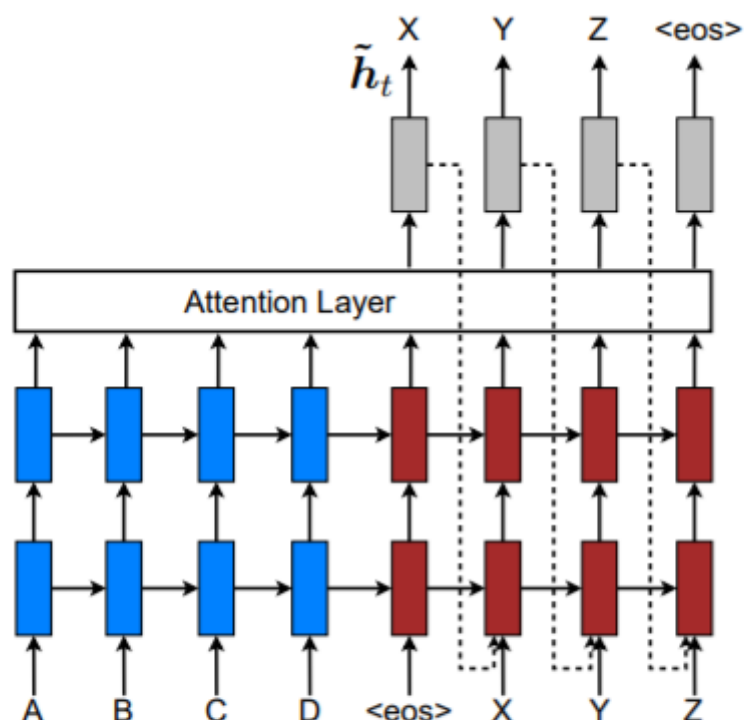 X Y Z <eos>
h̃t
Attention Layer
A B C D <eos> X Y Z